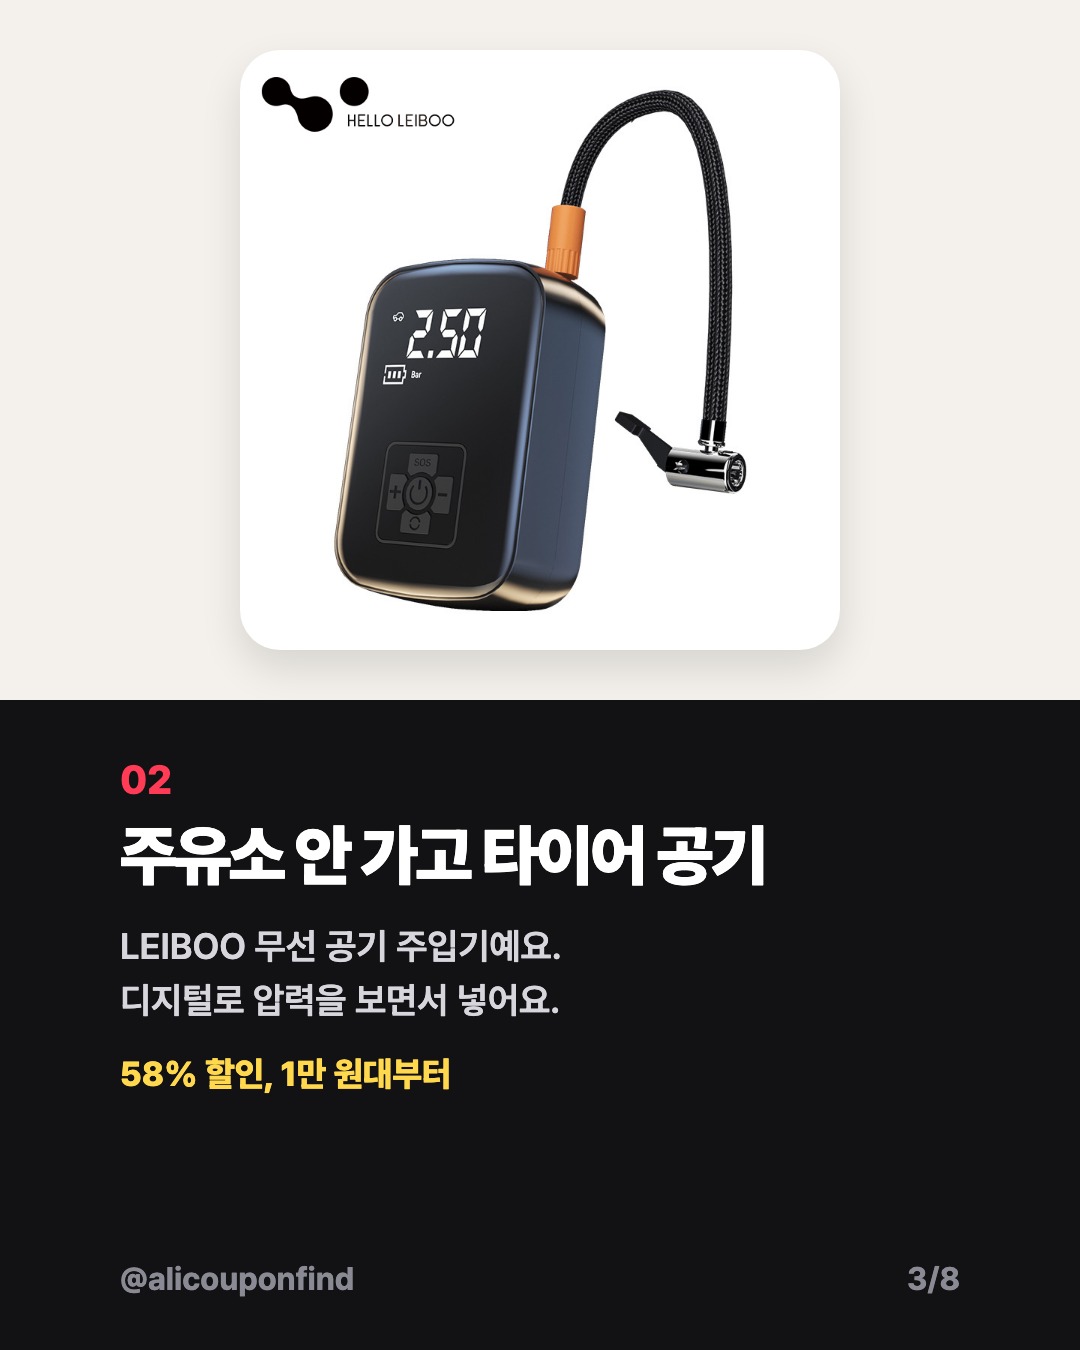 HELLO LEIBOO
2.50
Bar
SOS
02
주유소 안 가고 타이어 공기
LEIBOO 무선 공기 주입기예요.
디지털로 압력을 보면서 넣어요.
58% 할인, 1만 원대부터
@alicouponfind
3/8